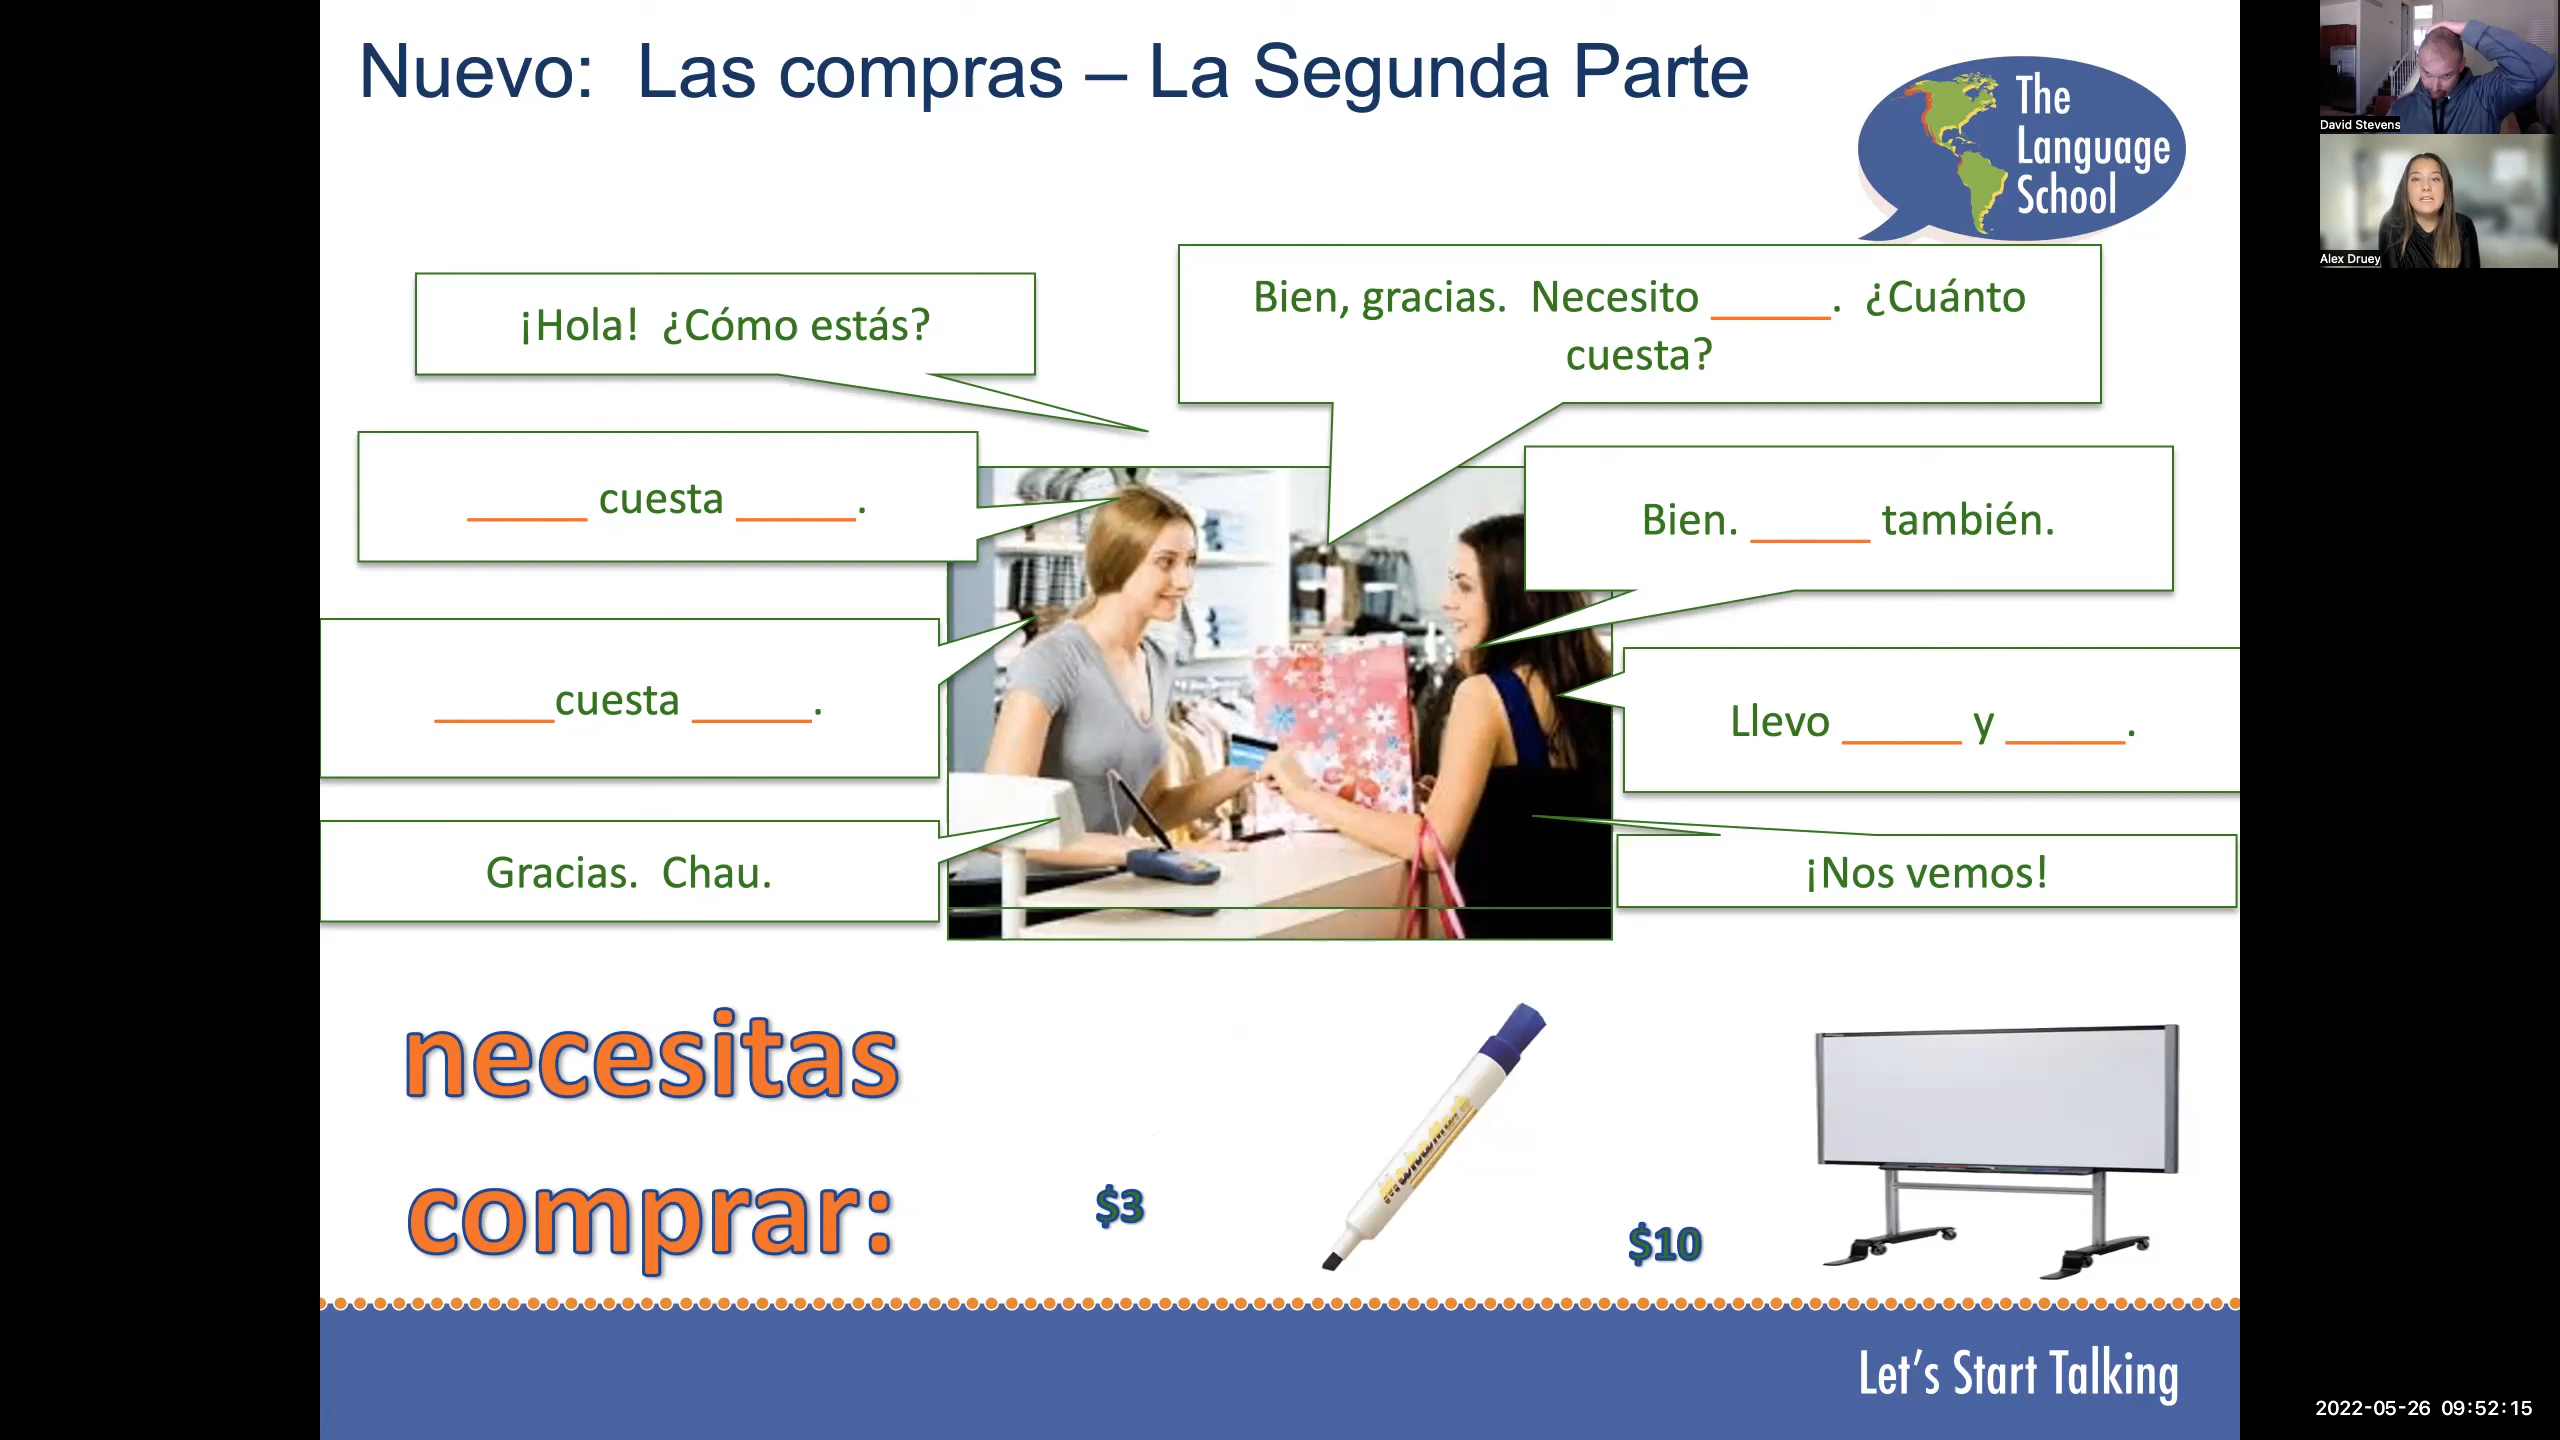 Nuevo:  Las compras – La Segunda Parte
The
Language
School
David Stevens
Alex Druey
¡Hola!  ¿Cómo estás?
Bien, gracias.  Necesito _____.  ¿Cuánto
cuesta?
_____ cuesta _____.
Bien. _____ también.
_____cuesta _____.
Llevo _____ y _____.
Gracias.  Chau.
¡Nos vemos!
necesitas
comprar:
$3
$10
Let's Start Talking
2022-05-26 09:52:15